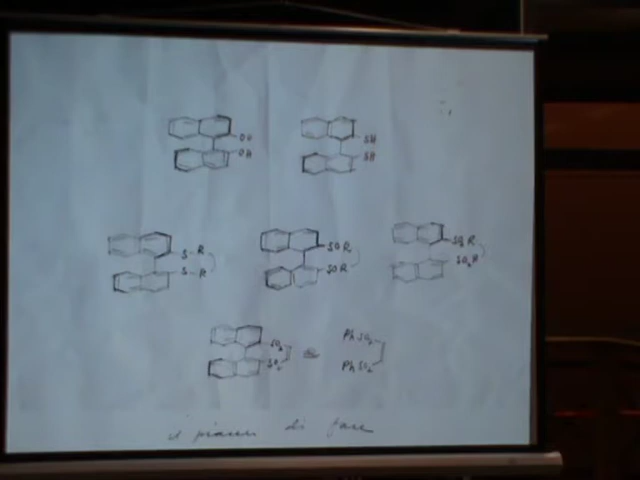 OH SH
OH SH
S-R SOR SO₂R
S-R SOR SO₂R
SO₂ PhSO₂
SO₂ PhSO₂
il piacere di fare